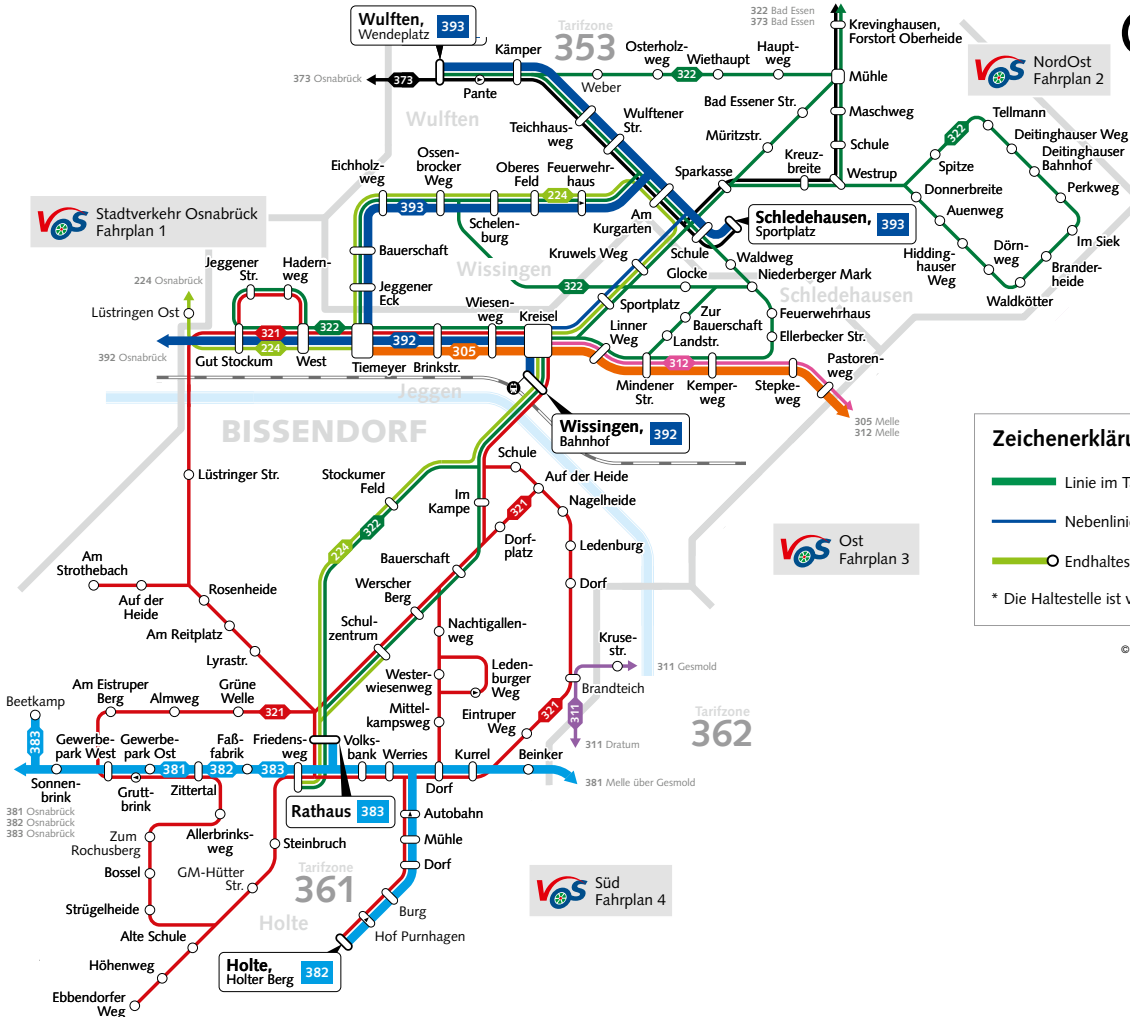 322 Bad Essen
373 Bad Essen
Wulften,
Wendeplatz
393
Tarifzone
353
Krevinghausen,
Forstort Oberheide
Kämper
Osterholz-
weg
Wiethaupt
Haupt-
weg
322
373 Osnabrück
373
Pante
Weber
Mühle
VOS
NordOst
Fahrplan 2
Bad Essener Str.
Maschweg
Wulften
Teichhaus-
weg
Wulftener
Str.
Müritzstr.
Schule
Tellmann
322
Deitinghauser Weg
Deitinghauser
Bahnhof
Spitze
Perkweg
Eichholz-
weg
Ossen-
brocker
Weg
Oberes
Feld
Feuerwehr-
haus
Sparkasse
Kreuz-
breite
Westrup
Donnerbreite
224
393
Auenweg
VOS
Stadtverkehr Osnabrück
Fahrplan 1
Schelen-
burg
Am
Kurgarten
Schledehausen,
Sportplatz
393
Im Siek
Bauerschaft
Kruwels Weg
Schule
Waldweg
Hidding-
hauser
Weg
Dörn-
weg
Brander-
heide
Jeggener
Str.
Hadern-
weg
Wissingen
Glocke
Niederberger Mark
224 Osnabrück
Jeggener
Eck
322
Schledehausen
Waldkötter
Lüstringen Ost
Wiesen-
weg
Kreisel
Sportplatz
Feuerwehrhaus
321
322
392
Linner
Weg
Zur
Bauerschaft
Landstr.
Ellerbecker Str.
392 Osnabrück
224
305
Gut Stockum
West
Tiemeyer
Brinkstr.
312
Pastoren-
weg
Jeggen
Mindener
Str.
Kemper-
weg
Stepke-
weg
305 Melle
312 Melle
BISSENDORF
Wissingen,
Bahnhof
392
Zeichenerkläru
Linie im Ta
Nebenlinie
Endhaltes
* Die Haltestelle ist v
©
Lüstringer Str.
Stockumer
Feld
Schule
Auf der Heide
Im
Kampe
321
Nagelheide
322
224
Dorf-
platz
Ledenburg
VOS
Ost
Fahrplan 3
Am
Strothebach
Bauerschaft
Auf der
Heide
Rosenheide
Werscher
Berg
Dorf
Am Reitplatz
Schul-
zentrum
Nachtigallen-
weg
Kruse-
str.
Lyrastr.
311 Gesmold
Wester-
wiesenweg
Leden-
burger
Weg
Brandteich
Am Eistruper
Berg
Almweg
Grüne
Welle
321
Mittel-
kampsweg
Eintruper
Weg
321
311
Tarifzone
362
Beetkamp
383
311 Datum
Gewerbe-
park West
Gewerbe-
park Ost
Faß-
fabrik
Friedens-
weg
Volks-
bank
Werries
Kurrel
Beinker
381
382
383
Sonnen-
brink
Grutt-
brink
Zittertal
Dorf
381 Melle über Gesmold
381 Osnabrück
382 Osnabrück
383 Osnabrück
Rathaus
383
Autobahn
Zum
Rochusberg
Allerbrinks-
weg
Steinbruch
Mühle
Bossel
GM-Hütter
Str.
Tarifzone
361
Dorf
VOS
Süd
Fahrplan 4
Strügelheide
Holte
Burg
Alte Schule
Hof Purnhagen
Höhenweg
Holte,
Holter Berg
382
Ebbendorfer
Weg